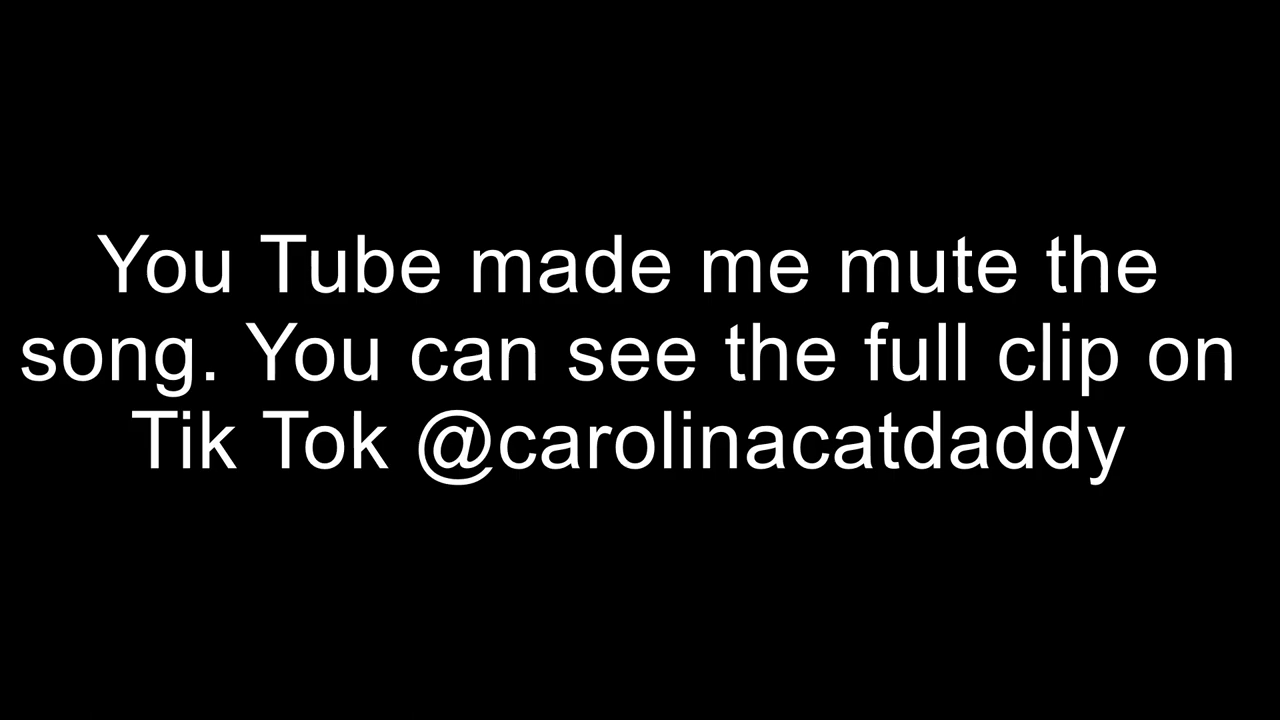 You Tube made me mute the
song. You can see the full clip on
Tik Tok @carolinacatdaddy